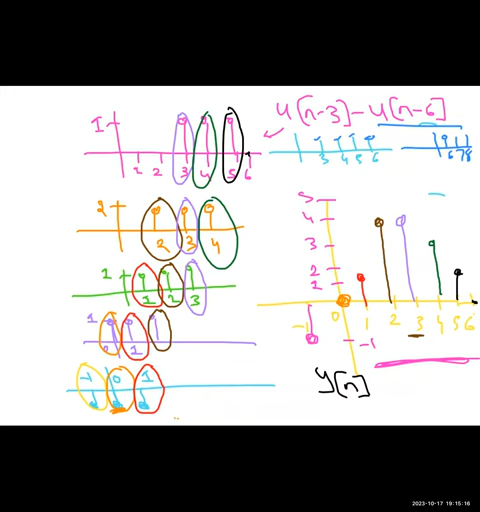 u[n-3] - u[n-6]
1
1 2 3 4 5 6
3 4 5 6
6 7 8
2
2 3 4
1
1 2 3
1
0 1
-1 0 1
5
4
3
2
1
-1 0 1 2 3 4 5 6
-1
y[n]
2023-10-17 19:15:16